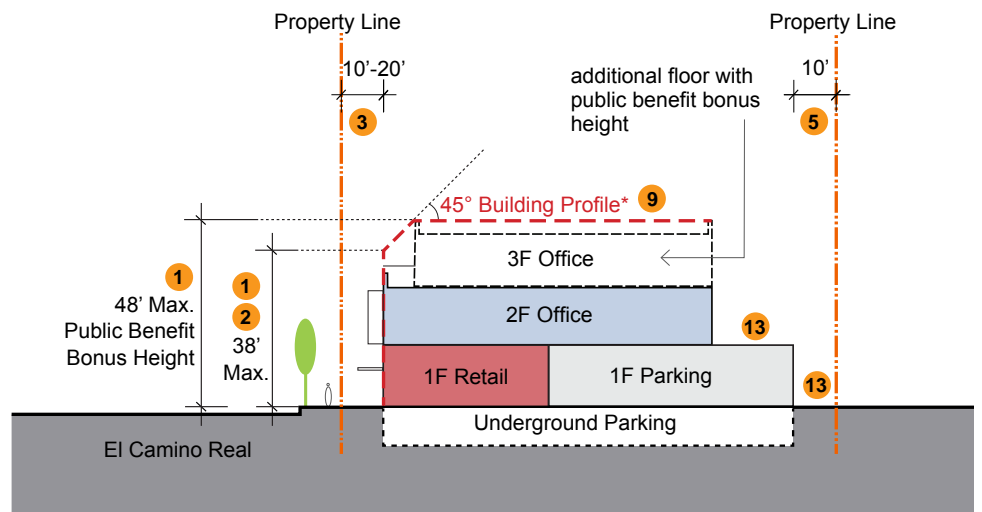 Property Line
Property Line
10’-20’
10’
3
5
additional floor with
public benefit bonus
height
45° Building Profile*
9
3F Office
1
48’ Max.
Public Benefit
Bonus Height
1
2
38’
Max.
2F Office
13
1F Retail
1F Parking
13
Underground Parking
El Camino Real